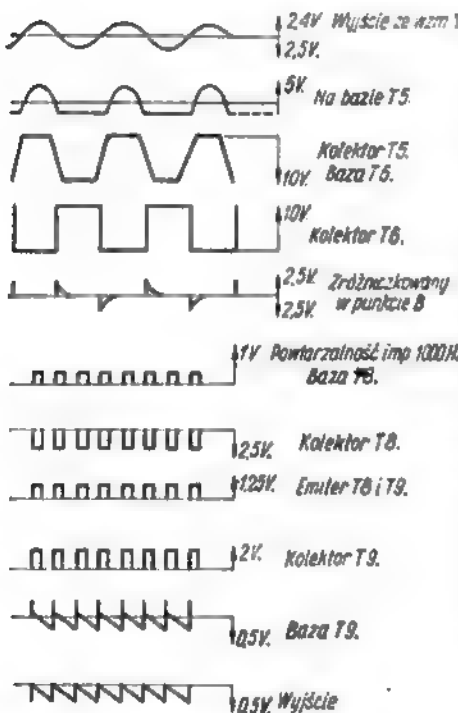 2,4V Wyjście ze wzm Y
2,5V.
5V. Na bazie T5.
Kolektor T5.
10V. Baza T6.
10V.
Kolektor T6.
2,5V. Zróżniczkowany
2,5V. w punkcie B
1V Powtarzalność imp 1000Hz
Baza T8.
2,5V. Kolektor T8.
1,25V. Emiter T8 i T9.
2V. Kolektor T9.
0,5V. Baza T9.
0,5V. Wyjście